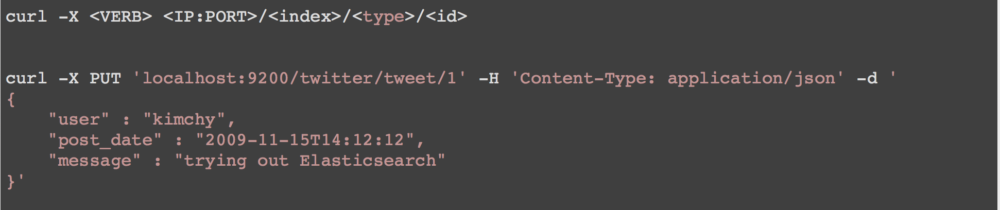 curl -X <VERB> <IP:PORT>/<index>/<type>/<id>
curl -X PUT 'localhost:9200/twitter/tweet/1' -H 'Content-Type: application/json' -d '
{
    "user" : "kimchy",
    "post_date" : "2009-11-15T14:12:12",
    "message" : "trying out Elasticsearch"
}'